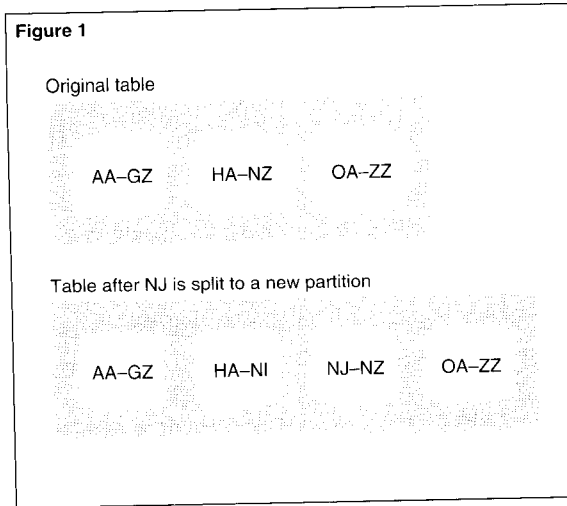 Figure 1
Original table
AA–GZ HA–NZ OA–ZZ
Table after NJ is split to a new partition
AA–GZ HA–NI NJ–NZ OA–ZZ